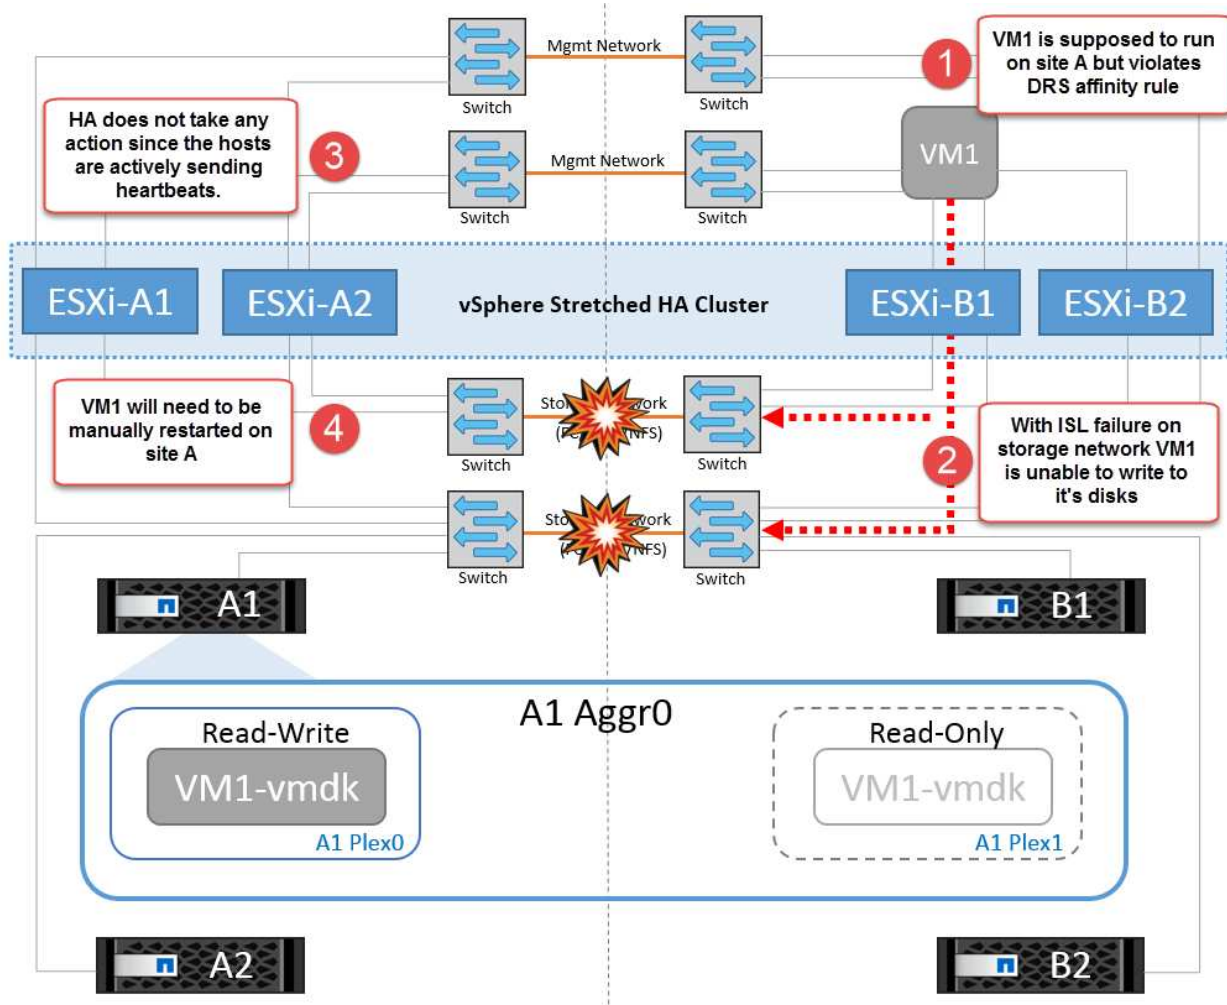 Mgmt Network
Switch
Switch
1
VM1 is supposed to run
on site A but violates
DRS affinity rule
HA does not take any
action since the hosts
are actively sending
heartbeats.
3
Mgmt Network
Switch
Switch
VM1
ESXi-A1
ESXi-A2
vSphere Stretched HA Cluster
ESXi-B1
ESXi-B2
VM1 will need to be
manually restarted on
site A
4
Switch
Switch
2
With ISL failure on
storage network VM1
is unable to write to
it's disks
Switch
Switch
A1
B1
A1 Aggr0
Read-Write
VM1-vmdk
A1 Plex0
Read-Only
VM1-vmdk
A1 Plex1
A2
B2